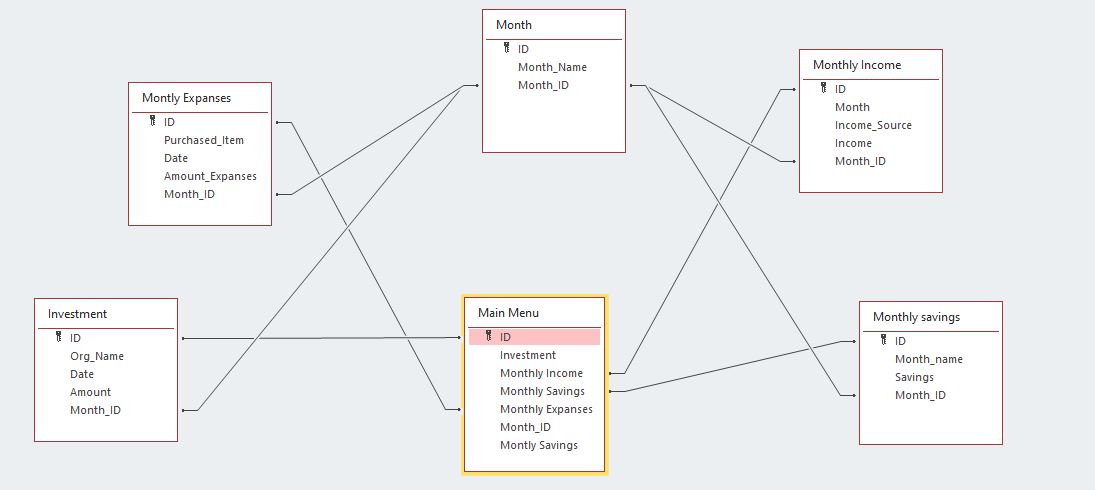 Month
ID
Month_Name
Month_ID
Monthly Income
ID
Month
Income_Source
Income
Month_ID
Montly Expanses
ID
Purchased_Item
Date
Amount_Expanses
Month_ID
Investment
ID
Org_Name
Date
Amount
Month_ID
Main Menu
ID
Investment
Monthly Income
Monthly Savings
Monthly Expanses
Month_ID
Montly Savings
Monthly savings
ID
Month_name
Savings
Month_ID